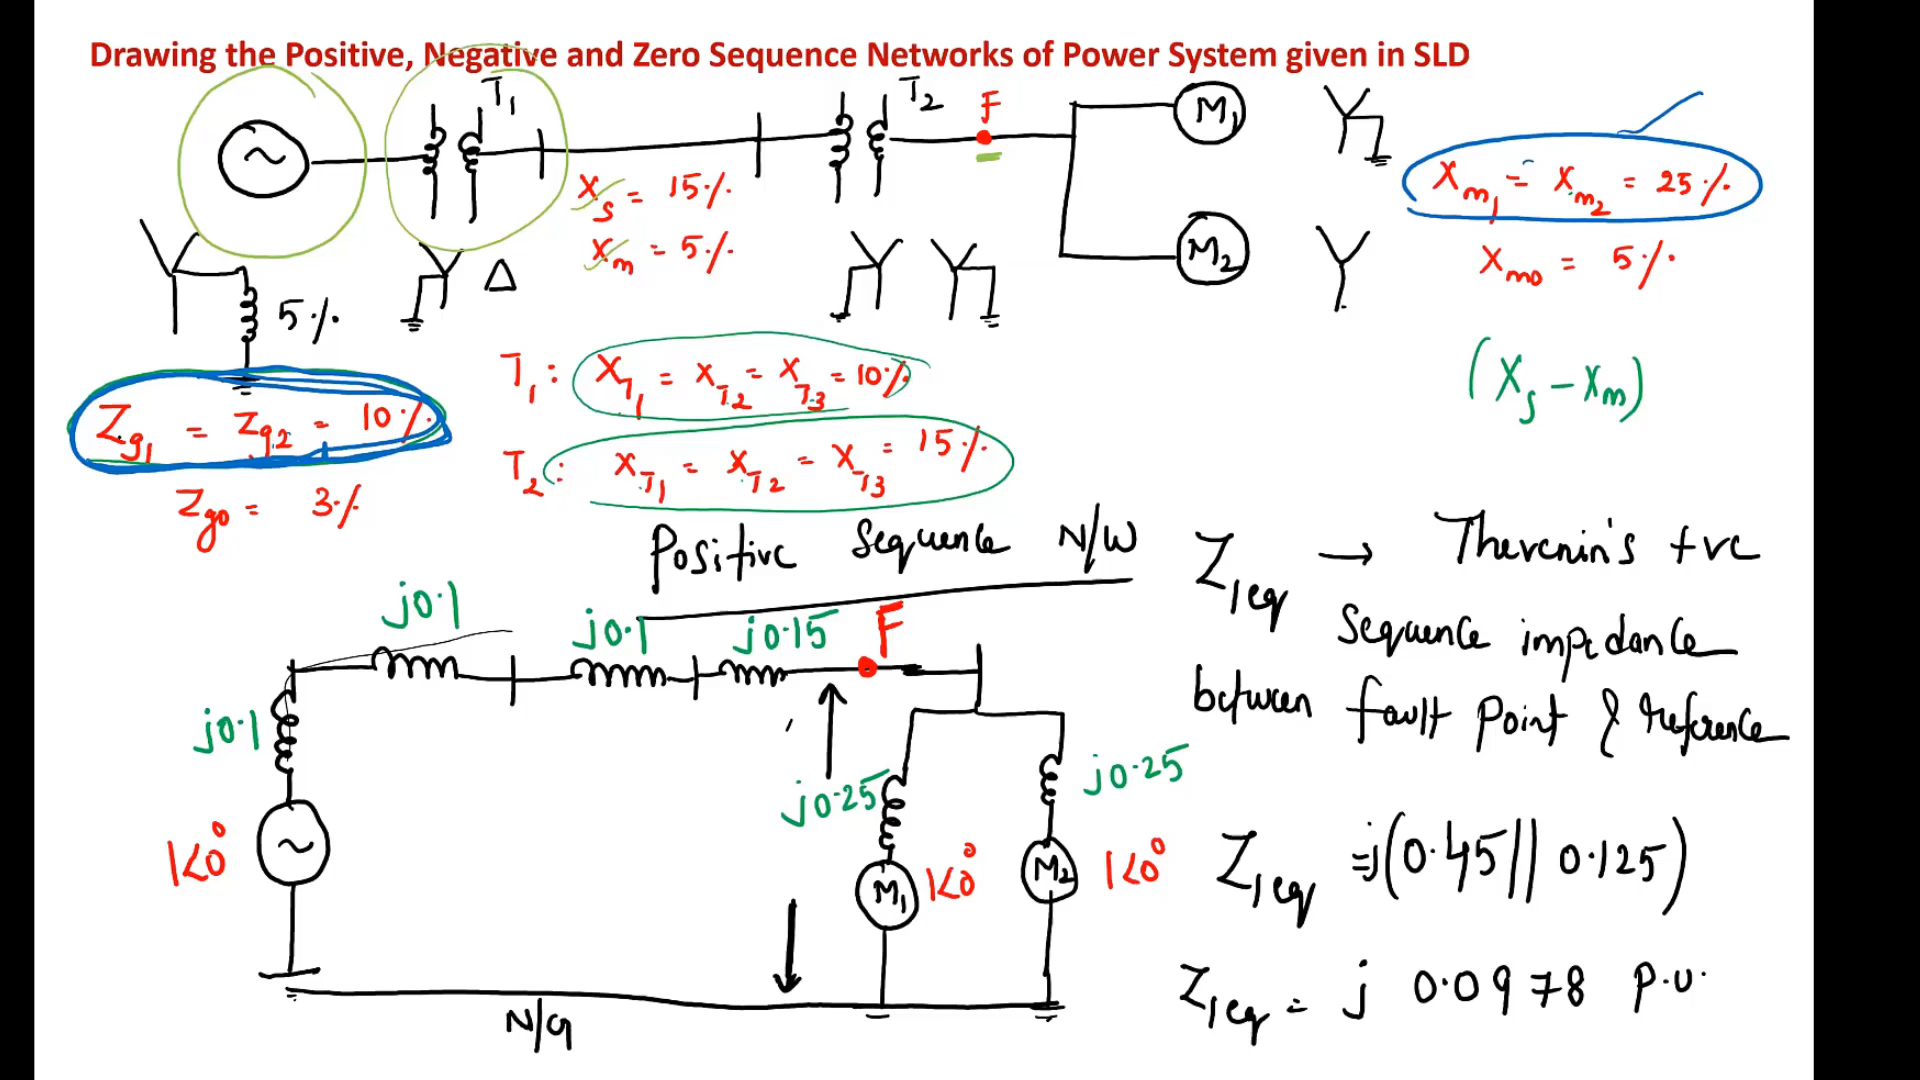 Drawing the Positive, Negative and Zero Sequence Networks of Power System given in SLD
T1
T2
F
M1
M2
Xs = 15%
Xm = 5%
Xm1 = Xm2 = 25%
Xm0 = 5%
5%
Δ
Zg1 = Zg2 = 10%
Zg0 = 3%
T1: XT1 = XT2 = XT3 = 10%
T2: XT1 = XT2 = XT3 = 15%
(Xs - Xm)
Positive Sequence N/W
Z1eq → Thevenin's +ve
Sequence impedance
between fault point & reference
j0.1
j0.1
j0.15
F
j0.1
j0.25
j0.25
1∠0°
M1
1∠0°
M2
1∠0°
N/G
Z1eq = j(0.45 || 0.125)
Z1eq = j 0.0978 p.u.